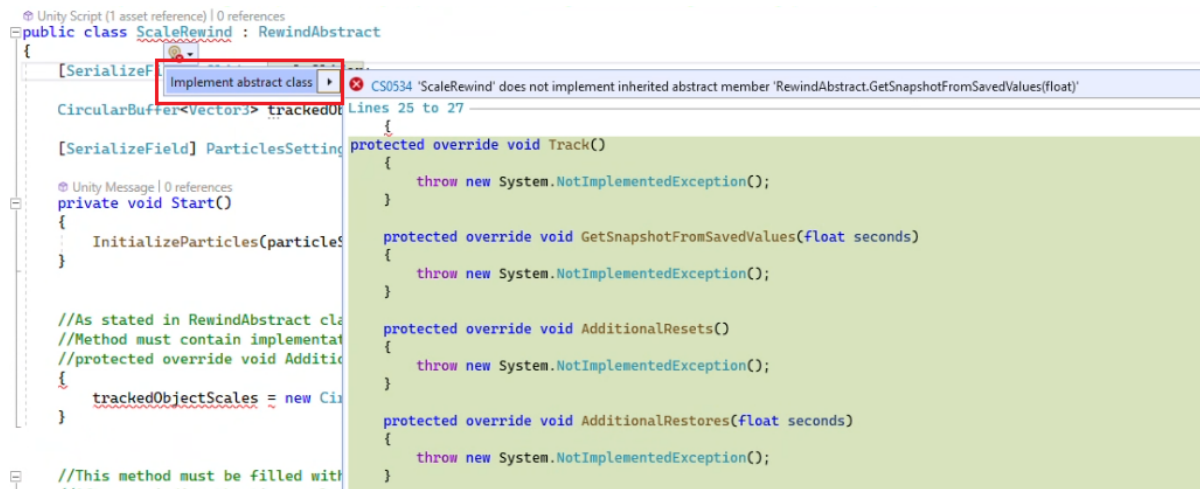 Unity Script (1 asset reference) | 0 references
public class ScaleRewind : RewindAbstract
{
[SerializeFi
Implement abstract class
CircularBuffer<Vector3> trackedOb
[SerializeField] ParticlesSetting
Unity Message | 0 references
private void Start()
{
InitializeParticles(particleS
}
//As stated in RewindAbstract cla
//Method must contain implementat
//protected override void Additio
{
trackedObjectScales = new Cir
}
//This method must be filled with
CS0534 'ScaleRewind' does not implement inherited abstract member 'RewindAbstract.GetSnapshotFromSavedValues(float)'
Lines 25 to 27
{
protected override void Track()
{
throw new System.NotImplementedException();
}
protected override void GetSnapshotFromSavedValues(float seconds)
{
throw new System.NotImplementedException();
}
protected override void AdditionalResets()
{
throw new System.NotImplementedException();
}
protected override void AdditionalRestores(float seconds)
{
throw new System.NotImplementedException();
}